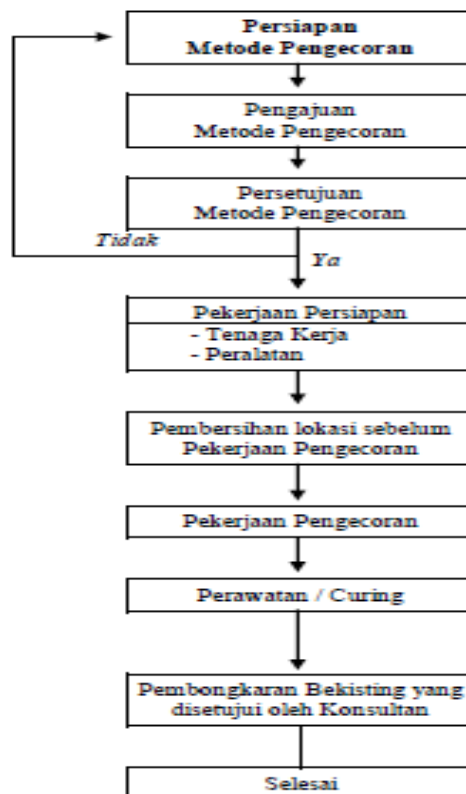 Persiapan
Metode Pengecoran
Pengajuan
Metode Pengecoran
Persetujuan
Metode Pengecoran
Tidak
Ya
Pekerjaan Persiapan
- Tenaga Kerja
- Peralatan
Pembersihan lokasi sebelum
Pekerjaan Pengecoran
Pekerjaan Pengecoran
Perawatan / Curing
Pembongkaran Bekisting yang
disetujui oleh Konsultan
Selesai